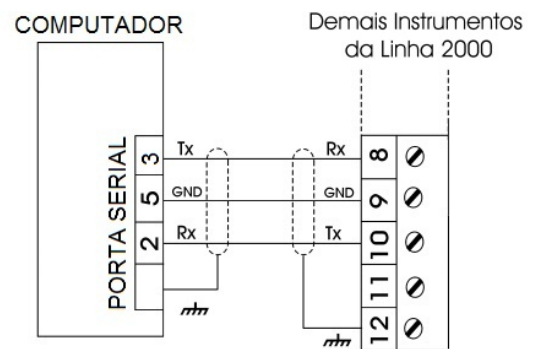 COMPUTADOR
Demais Instrumentos
da Linha 2000
PORTA SERIAL
3 Tx Rx 8
5 GND GND 9
2 Rx Tx 10
11
12